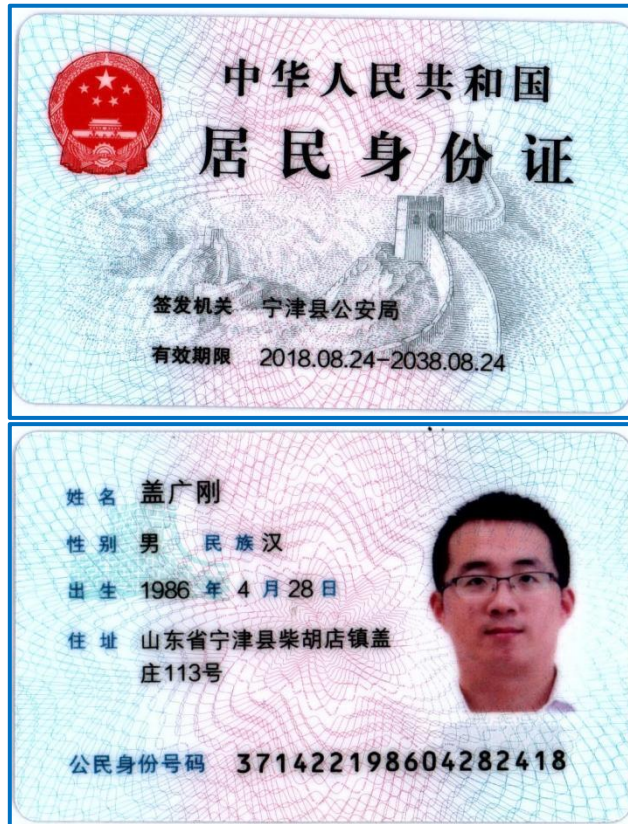 中华人民共和国
居民身份证
签发机关 宁津县公安局
有效期限 2018.08.24-2038.08.24
姓名 盖广刚
性别 男 民族 汉
出生 1986 年 4 月 28 日
住址 山东省宁津县柴胡店镇盖
庄113号
公民身份号码 371422198604282418